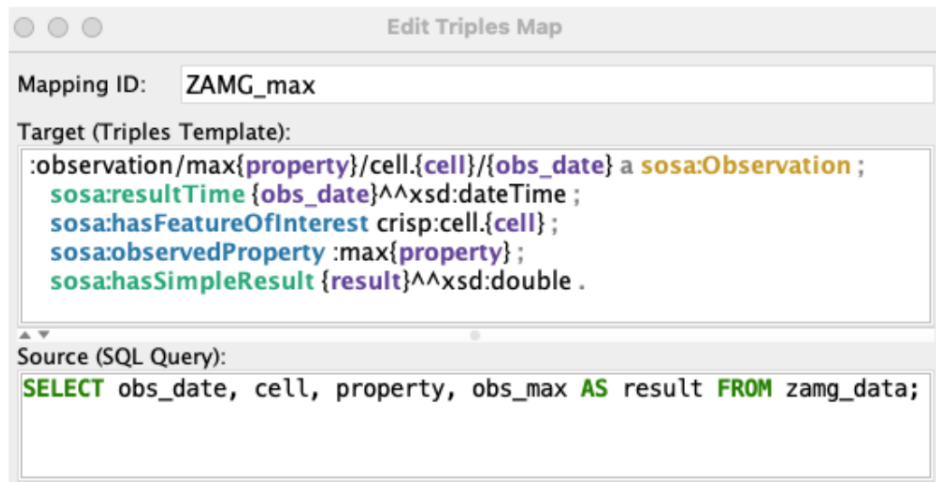 Edit Triples Map
Mapping ID: ZAMG_max
Target (Triples Template):
:observation/max{property}/cell.{cell}/{obs_date} a sosa:Observation ;
sosa:resultTime {obs_date}^^xsd:dateTime ;
sosa:hasFeatureOfInterest crisp:cell.{cell} ;
sosa:observedProperty :max{property} ;
sosa:hasSimpleResult {result}^^xsd:double .
Source (SQL Query):
SELECT obs_date, cell, property, obs_max AS result FROM zamg_data;